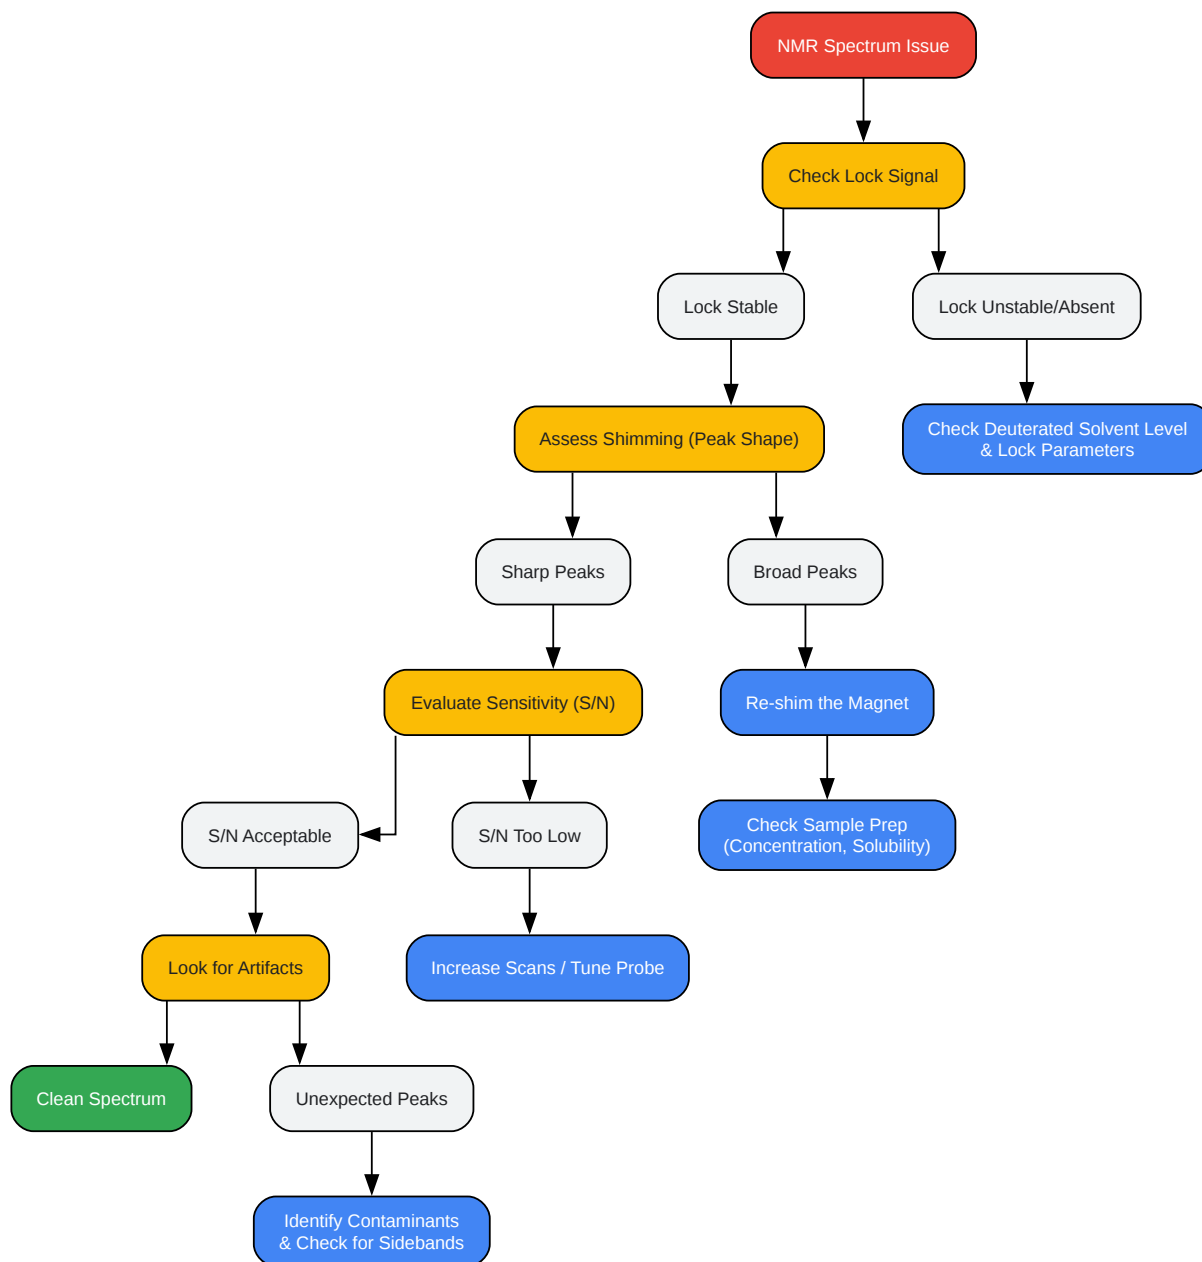 NMR Spectrum Issue
Check Lock Signal
Lock Stable
Lock Unstable/Absent
Check Deuterated Solvent Level
& Lock Parameters
Assess Shimming (Peak Shape)
Sharp Peaks
Broad Peaks
Evaluate Sensitivity (S/N)
Re-shim the Magnet
Check Sample Prep
(Concentration, Solubility)
S/N Acceptable
S/N Too Low
Look for Artifacts
Increase Scans / Tune Probe
Clean Spectrum
Unexpected Peaks
Identify Contaminants
& Check for Sidebands